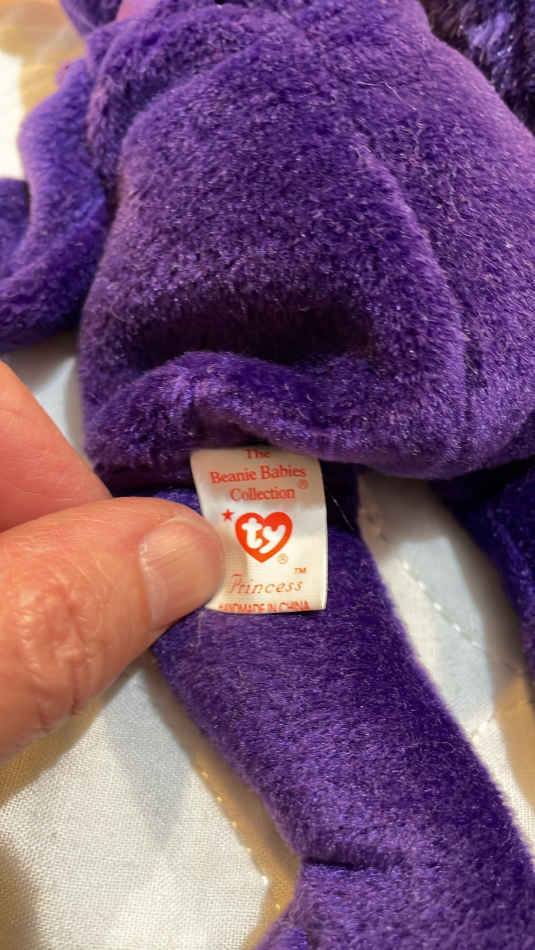 The
Beanie Babies
Collection®
★ ty ®
Princess™
HANDMADE IN CHINA